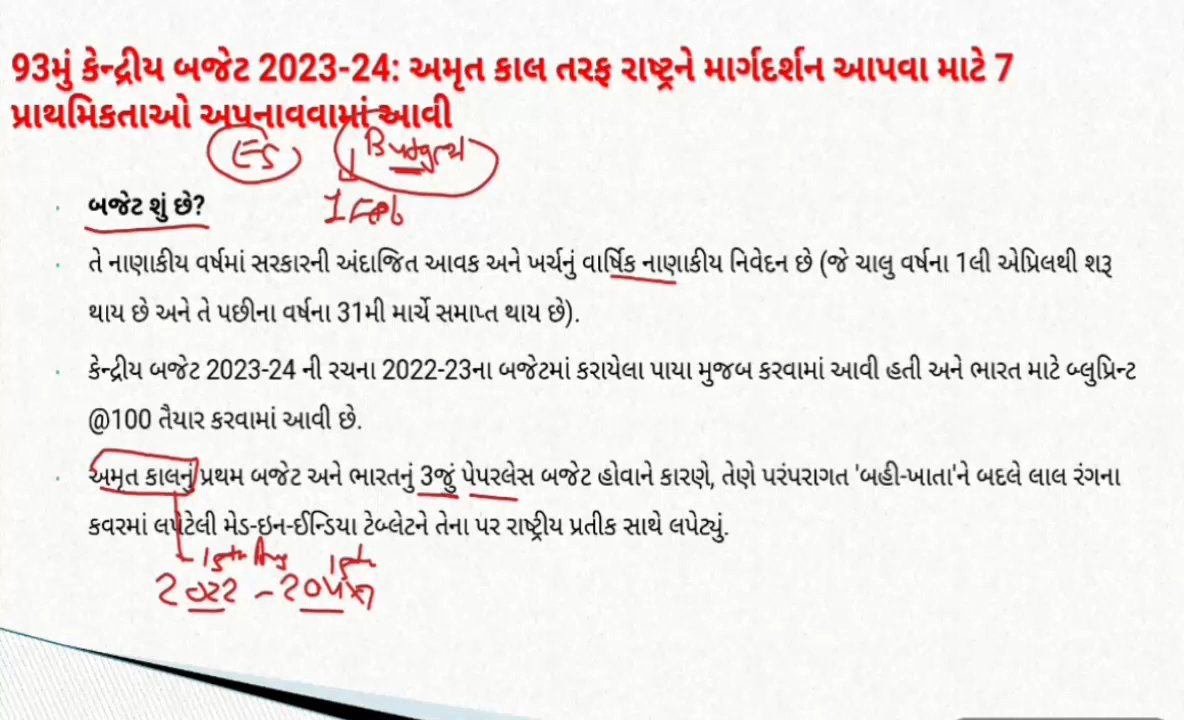 93મું કેન્દ્રીય બજેટ 2023-24: અમૃત કાલ તરફ રાષ્ટ્રને માર્ગદર્શન આપવા માટે 7
પ્રાથમિકતાઓ અપનાવવામાં આવી
ES Budget
બજેટ શું છે? 1 Feb
તે નાણાકીય વર્ષમાં સરકારની અંદાજિત આવક અને ખર્ચનું વાર્ષિક નાણાકીય નિવેદન છે (જે ચાલુ વર્ષના 1લી એપ્રિલથી શરૂ
થાય છે અને તે પછીના વર્ષના 31મી માર્ચે સમાપ્ત થાય છે).
કેન્દ્રીય બજેટ 2023-24 ની રચના 2022-23ના બજેટમાં કરાયેલા પાયા મુજબ કરવામાં આવી હતી અને ભારત માટે બ્લુપ્રિન્ટ
@100 તૈયાર કરવામાં આવી છે.
અમૃત કાલનું પ્રથમ બજેટ અને ભારતનું 3જું પેપરલેસ બજેટ હોવાને કારણે, તેણે પરંપરાગત 'બહી-ખાતા'ને બદલે લાલ રંગના
કવરમાં લપેટેલી મેડ-ઇન-ઈન્ડિયા ટેબ્લેટને તેના પર રાષ્ટ્રીય પ્રતીક સાથે લપેટ્યું.
15th Aug 15th
2022 - 2047